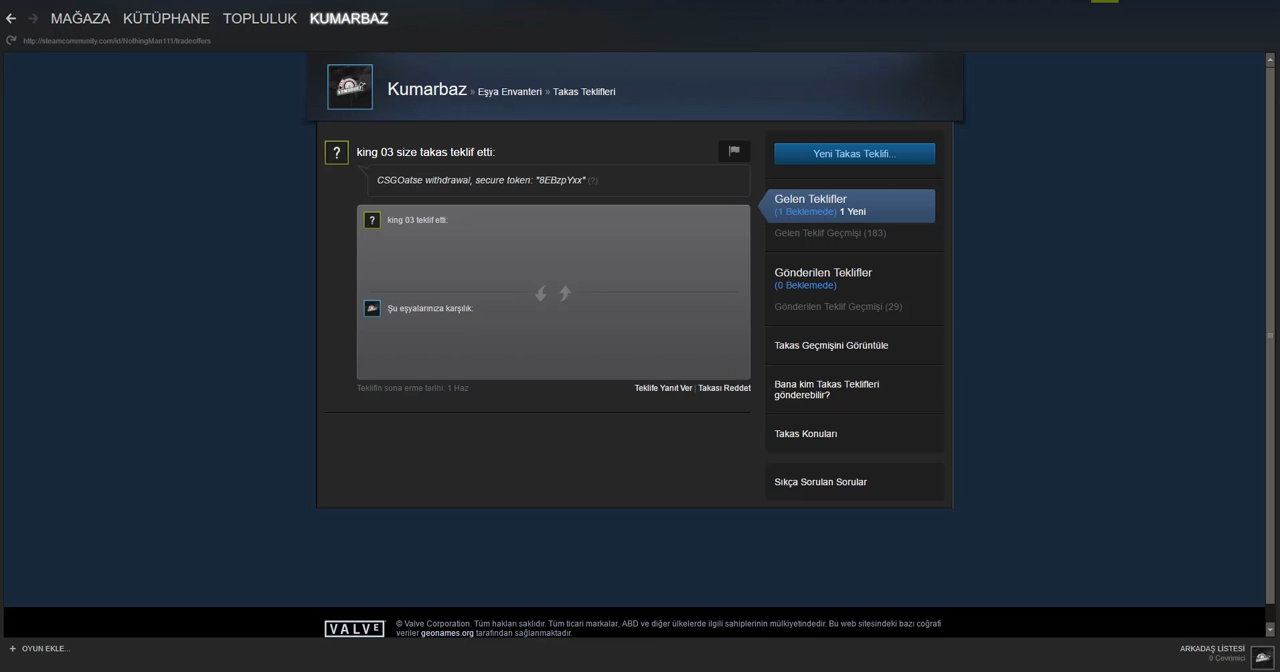 MAĞAZA KÜTÜPHANE TOPLULUK KUMARBAZ
http://steamcommunity.com/id/NothingMan111/tradeoffers
Kumarbaz » Eşya Envanteri » Takas Teklifleri
? king 03 size takas teklif etti:
CSGOatse withdrawal, secure token: "8EBzpYxx" (?)
? king 03 teklif etti:
Şu eşyalarınıza karşılık:
Teklifin sona erme tarihi: 1 Haz
Teklife Yanıt Ver | Takası Reddet
Yeni Takas Teklifi...
Gelen Teklifler
(1 Beklemede) 1 Yeni
Gelen Teklif Geçmişi (183)
Gönderilen Teklifler
(0 Beklemede)
Gönderilen Teklif Geçmişi (29)
Takas Geçmişini Görüntüle
Bana kim Takas Teklifleri
gönderebilir?
Takas Konuları
Sıkça Sorulan Sorular
VALVE
© Valve Corporation. Tüm hakları saklıdır. Tüm ticari markalar, ABD ve diğer ülkelerde ilgili sahiplerinin mülkiyetindedir. Bu web sitesindeki bazı coğrafi
veriler geonames.org tarafından sağlanmaktadır.
+ OYUN EKLE...
ARKADAŞ LİSTESİ
0 Çevrimiçi